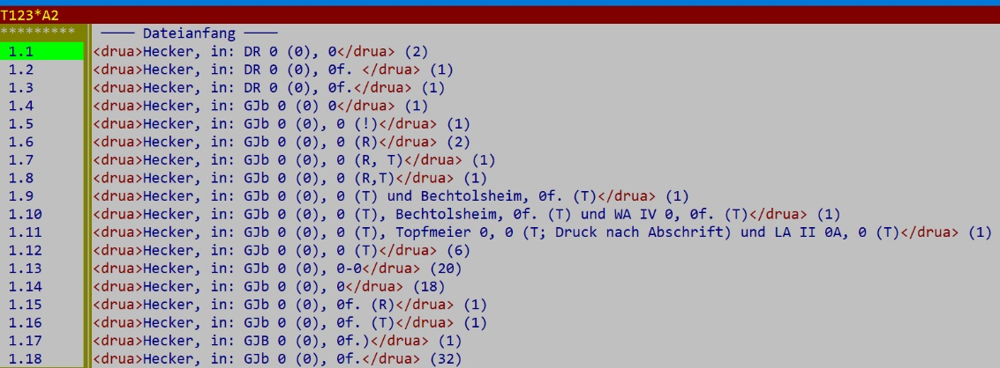 T123*A2
********* ──── Dateianfang ────
1.1 <drua>Hecker, in: DR 0 (0), 0</drua> (2)
1.2 <drua>Hecker, in: DR 0 (0), 0f. </drua> (1)
1.3 <drua>Hecker, in: DR 0 (0), 0f.</drua> (1)
1.4 <drua>Hecker, in: GJb 0 (0) 0</drua> (1)
1.5 <drua>Hecker, in: GJb 0 (0), 0 (!)</drua> (1)
1.6 <drua>Hecker, in: GJb 0 (0), 0 (R)</drua> (2)
1.7 <drua>Hecker, in: GJb 0 (0), 0 (R, T)</drua> (1)
1.8 <drua>Hecker, in: GJb 0 (0), 0 (R,T)</drua> (1)
1.9 <drua>Hecker, in: GJb 0 (0), 0 (T) und Bechtolsheim, 0f. (T)</drua> (1)
1.10 <drua>Hecker, in: GJb 0 (0), 0 (T), Bechtolsheim, 0f. (T) und WA IV 0, 0f. (T)</drua> (1)
1.11 <drua>Hecker, in: GJb 0 (0), 0 (T), Topfmeier 0, 0 (T; Druck nach Abschrift) und LA II 0A, 0 (T)</drua> (1)
1.12 <drua>Hecker, in: GJb 0 (0), 0 (T)</drua> (6)
1.13 <drua>Hecker, in: GJb 0 (0), 0-0</drua> (20)
1.14 <drua>Hecker, in: GJb 0 (0), 0</drua> (18)
1.15 <drua>Hecker, in: GJb 0 (0), 0f. (R)</drua> (1)
1.16 <drua>Hecker, in: GJb 0 (0), 0f. (T)</drua> (1)
1.17 <drua>Hecker, in: GJB 0 (0), 0f.)</drua> (1)
1.18 <drua>Hecker, in: GJb 0 (0), 0f.</drua> (32)